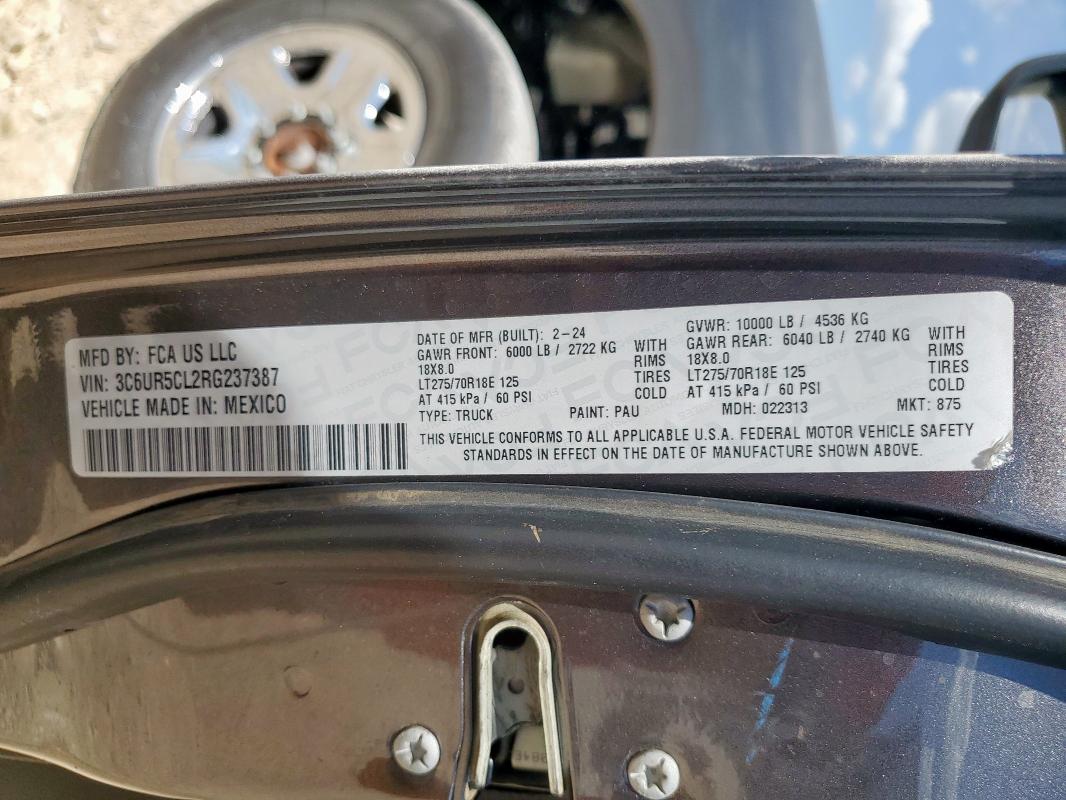 MFD BY: FCA US LLC
VIN: 3C6UR5CL2RG237387
VEHICLE MADE IN: MEXICO
DATE OF MFR (BUILT): 2-24
GAWR FRONT: 6000 LB / 2722 KG WITH
18X8.0 RIMS
LT275/70R18E 125 TIRES
AT 415 kPa / 60 PSI COLD
TYPE: TRUCK
GVWR: 10000 LB / 4536 KG
GAWR REAR: 6040 LB / 2740 KG WITH
18X8.0 RIMS
LT275/70R18E 125 TIRES
AT 415 kPa / 60 PSI COLD
PAINT: PAU MDH: 022313 MKT: 875
THIS VEHICLE CONFORMS TO ALL APPLICABLE U.S.A. FEDERAL MOTOR VEHICLE SAFETY
STANDARDS IN EFFECT ON THE DATE OF MANUFACTURE SHOWN ABOVE.